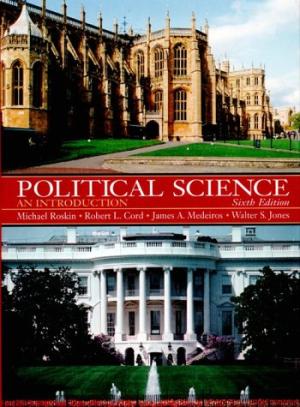 POLITICAL SCIENCE
AN INTRODUCTION Sixth Edition
Michael Roskin • Robert L. Cord • James A. Medeiros • Walter S. Jones